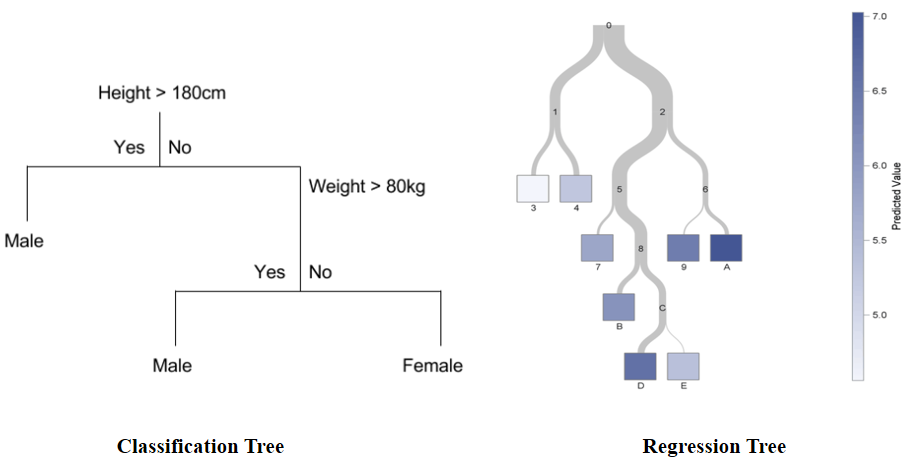 Height > 180cm
Yes No
Weight > 80kg
Male
Yes No
Male Female
Classification Tree
0
1 2
3 4 5 6
7 8 9 A
B C
D E
7.0
6.5
6.0
5.5
5.0
Predicted Value
Regression Tree